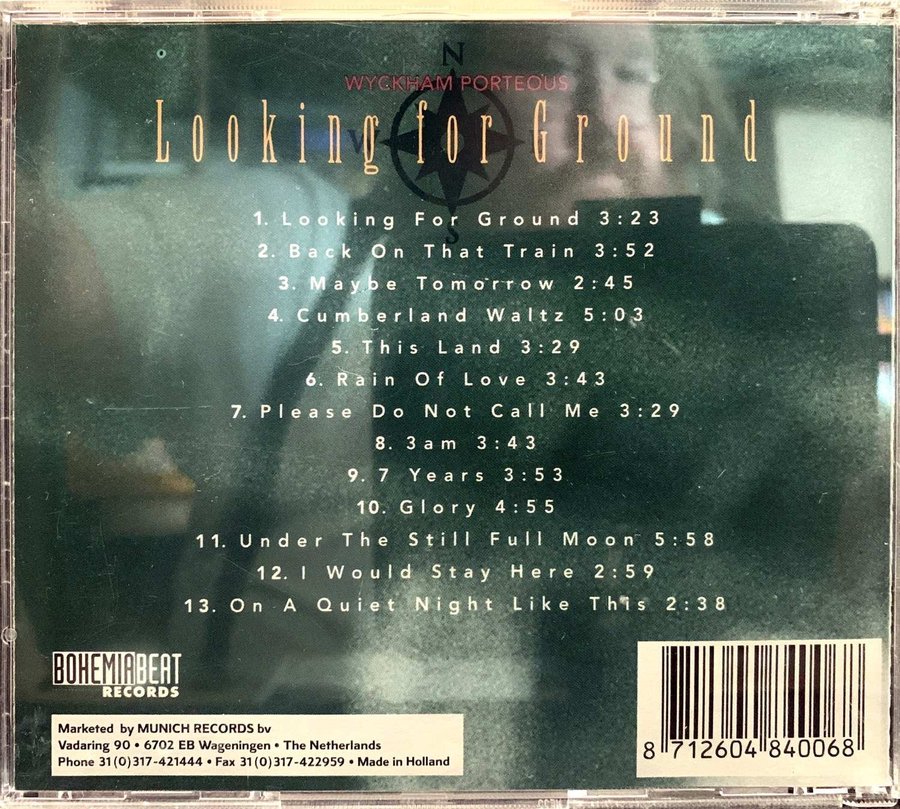 N
WYCKHAM PORTEOUS
W
Looking for Ground
S
1. Looking For Ground 3:23
2. Back On That Train 3:52
3. Maybe Tomorrow 2:45
4. Cumberland Waltz 5:03
5. This Land 3:29
6. Rain Of Love 3:43
7. Please Do Not Call Me 3:29
8. 3am 3:43
9. 7 Years 3:53
10. Glory 4:55
11. Under The Still Full Moon 5:58
12. I Would Stay Here 2:59
13. On A Quiet Night Like This 2:38
BOHEMIABEAT
RECORDS
Marketed by MUNICH RECORDS bv
Vadaring 90 • 6702 EB Wageningen • The Netherlands
Phone 31(0)317-421444 • Fax 31(0)317-422959 • Made in Holland
8 712604 840068